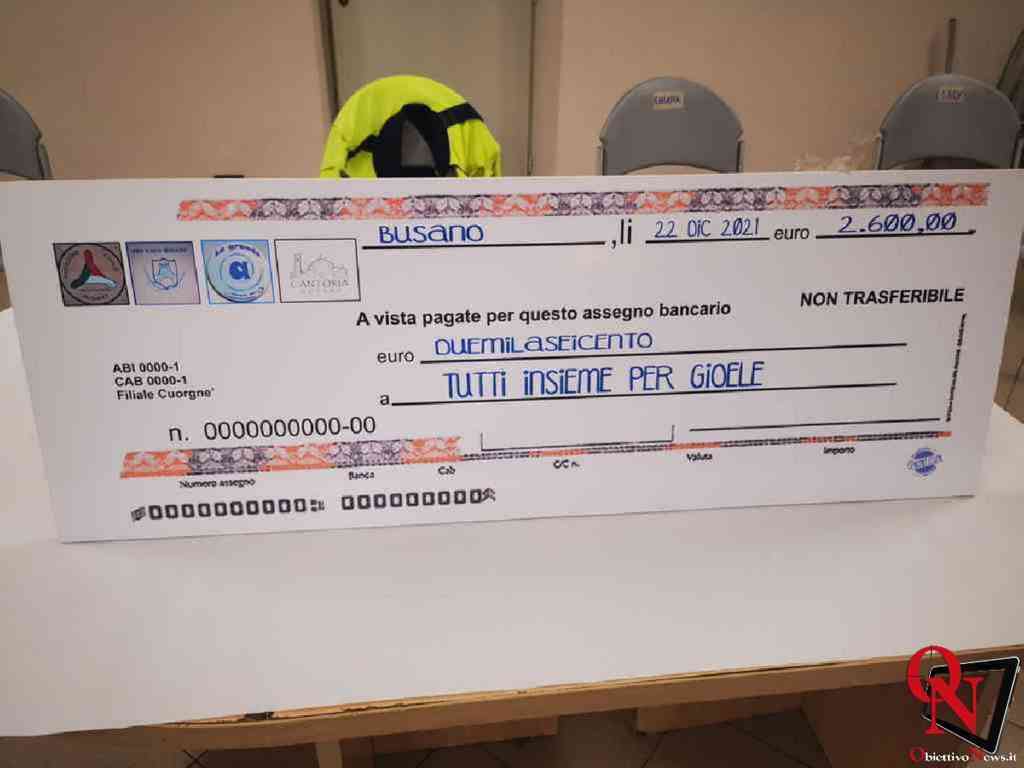 BUSANO ,lì 22 DIC 2021 euro 2.600,00.
CANTORIA
A vista pagate per questo assegno bancario
NON TRASFERIBILE
euro DUEMILASEICENTO
ABI 0000-1
CAB 0000-1
Filiale Cuorgne'
a TUTTI INSIEME PER GIOELE
n. 0000000000-00
Numero assegno Banca Cab C/C n. Valuta Importo
0000000000 000000000
QN
ObiettivoNews.it